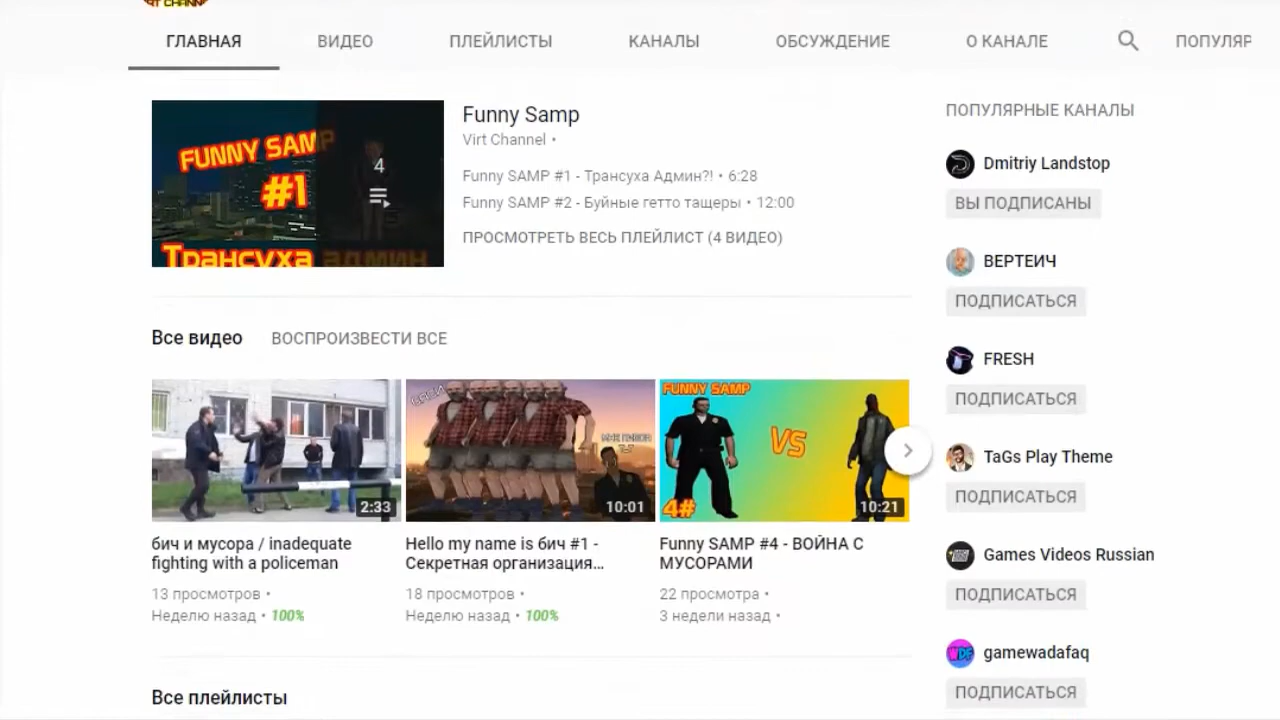 RT CHANN
ГЛАВНАЯ
ВИДЕО
ПЛЕЙЛИСТЫ
КАНАЛЫ
ОБСУЖДЕНИЕ
О КАНАЛЕ
ПОПУЛЯР
FUNNY SAMP
#1
Трансуха админ
4
Funny Samp
Virt Channel •
Funny SAMP #1 - Трансуха Админ?! • 6:28
Funny SAMP #2 - Буйные гетто тащеры • 12:00
ПРОСМОТРЕТЬ ВЕСЬ ПЛЕЙЛИСТ (4 ВИДЕО)
Все видео
ВОСПРОИЗВЕСТИ ВСЕ
2:33
бич и мусора / inadequate
fighting with a policeman
13 просмотров •
Неделю назад • 100%
10:01
Hello my name is бич #1 -
Секретная организация...
18 просмотров •
Неделю назад • 100%
FUNNY SAMP
VS
4#
10:21
Funny SAMP #4 - ВОЙНА С
МУСОРАМИ
22 просмотра •
3 недели назад •
Все плейлисты
ПОПУЛЯРНЫЕ КАНАЛЫ
Dmitriy Landstop
ВЫ ПОДПИСАНЫ
ВЕРТЕИЧ
ПОДПИСАТЬСЯ
FRESH
ПОДПИСАТЬСЯ
TaGs Play Theme
ПОДПИСАТЬСЯ
Games Videos Russian
ПОДПИСАТЬСЯ
WDF
gamewadafaq
ПОДПИСАТЬСЯ